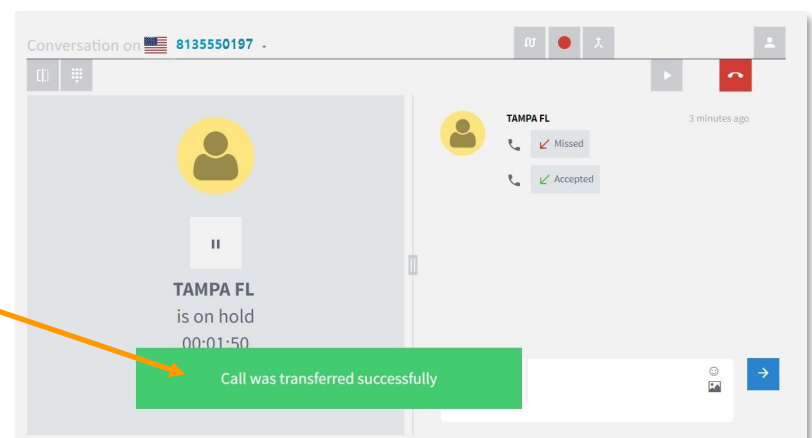 Conversation on 8135550197
TAMPA FL
is on hold
00:01:50
TAMPA FL 3 minutes ago
Missed
Accepted
Call was transferred successfully